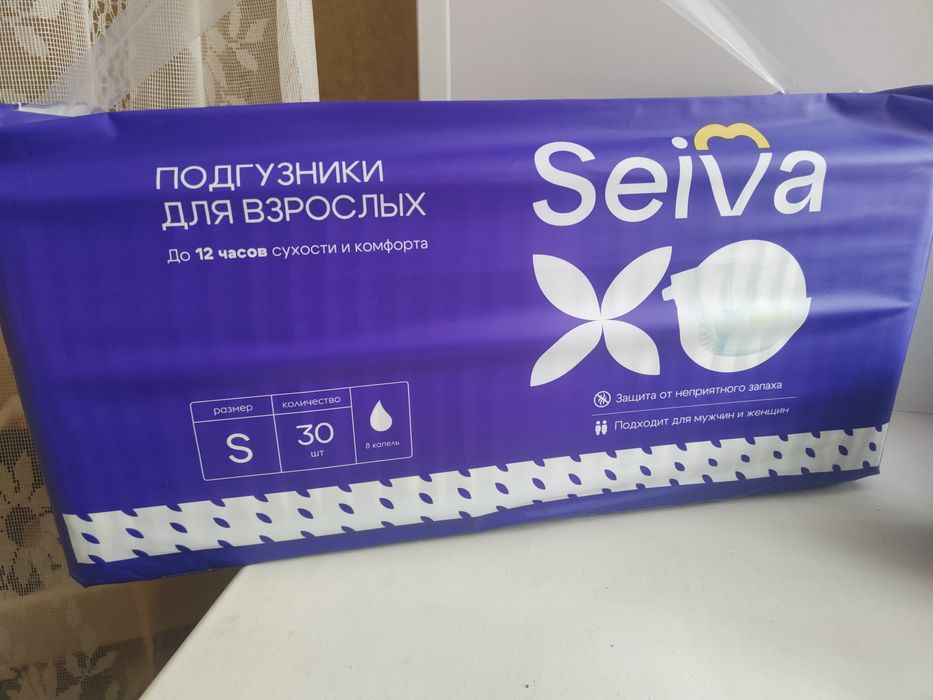 Seiva
ПОДГУЗНИКИ
ДЛЯ ВЗРОСЛЫХ
До 12 часов сухости и комфорта
размер
S
количество
30
шт
8 капель
Защита от неприятного запаха
Подходит для мужчин и женщин